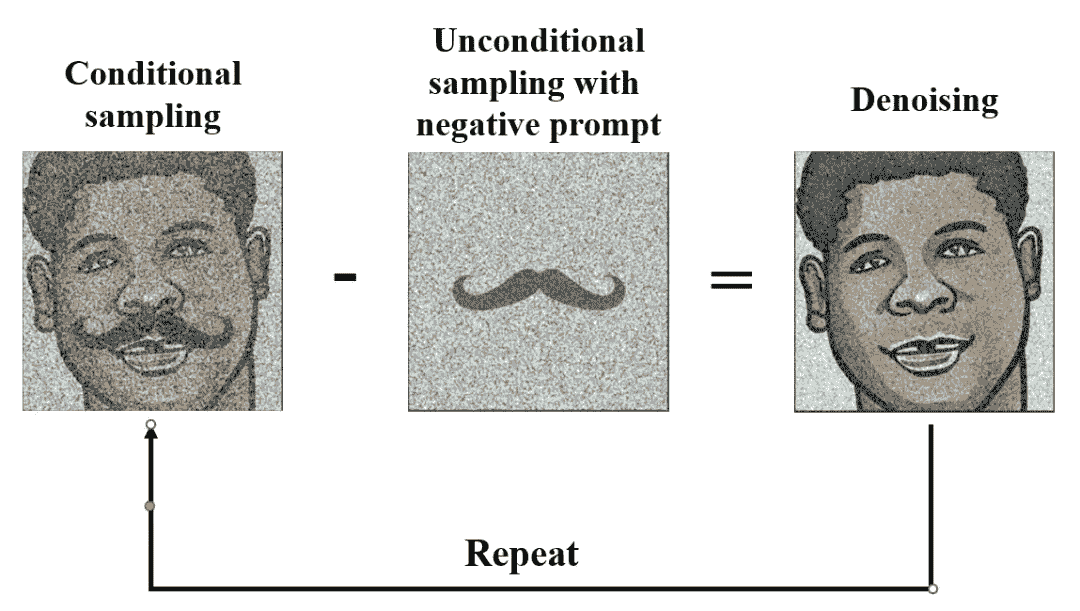 Conditional
sampling
Unconditional
sampling with
negative prompt
Denoising
-
=
Repeat